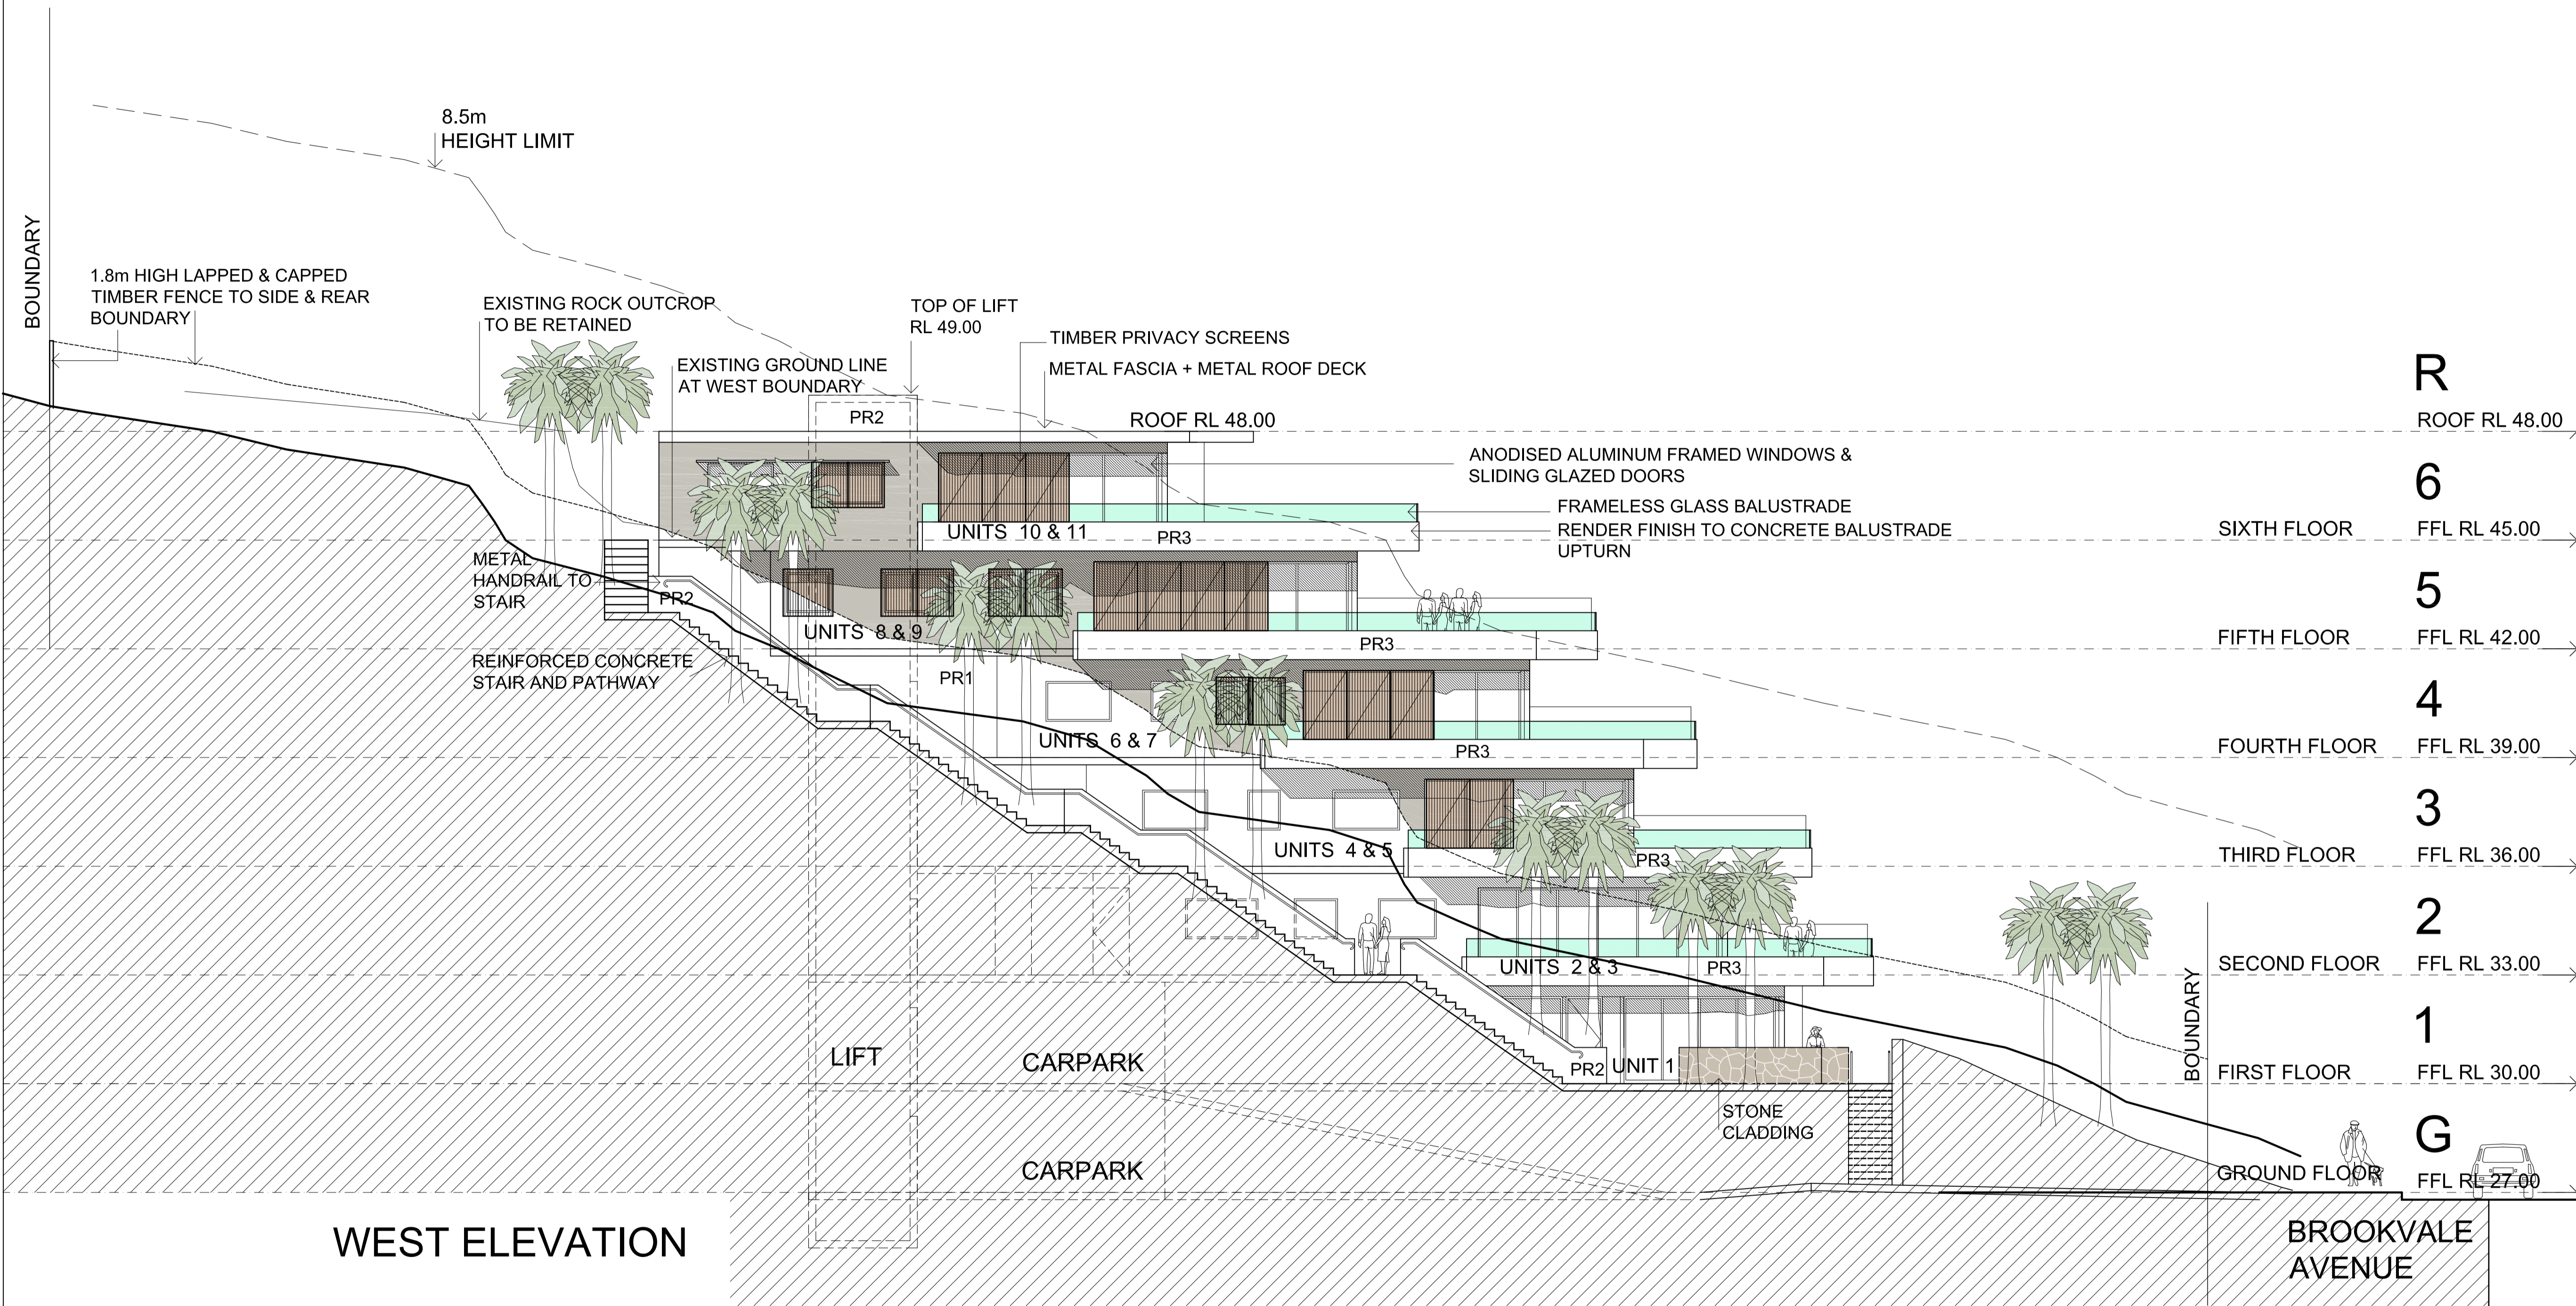 8.5m
HEIGHT LIMIT
BOUNDARY
1.8m HIGH LAPPED & CAPPED
TIMBER FENCE TO SIDE & REAR
BOUNDARY
EXISTING ROCK OUTCROP
TO BE RETAINED
TOP OF LIFT
RL 49.00
TIMBER PRIVACY SCREENS
EXISTING GROUND LINE
AT WEST BOUNDARY
METAL FASCIA + METAL ROOF DECK
PR2
ROOF RL 48.00
R
ROOF RL 48.00
ANODISED ALUMINUM FRAMED WINDOWS &
SLIDING GLAZED DOORS
6
FRAMELESS GLASS BALUSTRADE
RENDER FINISH TO CONCRETE BALUSTRADE
UPTURN
UNITS 10 & 11
PR3
SIXTH FLOOR
FFL RL 45.00
METAL
HANDRAIL TO
STAIR
PR2
5
UNITS 8 & 9
PR3
FIFTH FLOOR
FFL RL 42.00
REINFORCED CONCRETE
STAIR AND PATHWAY
PR1
4
UNITS 6 & 7
PR3
FOURTH FLOOR
FFL RL 39.00
3
UNITS 4 & 5
PR3
THIRD FLOOR
FFL RL 36.00
2
UNITS 2 & 3
PR3
SECOND FLOOR
FFL RL 33.00
BOUNDARY
1
LIFT
CARPARK
PR2
UNIT 1
FIRST FLOOR
FFL RL 30.00
STONE
CLADDING
G
CARPARK
GROUND FLOOR
FFL RL 27.00
WEST ELEVATION
BROOKVALE
AVENUE